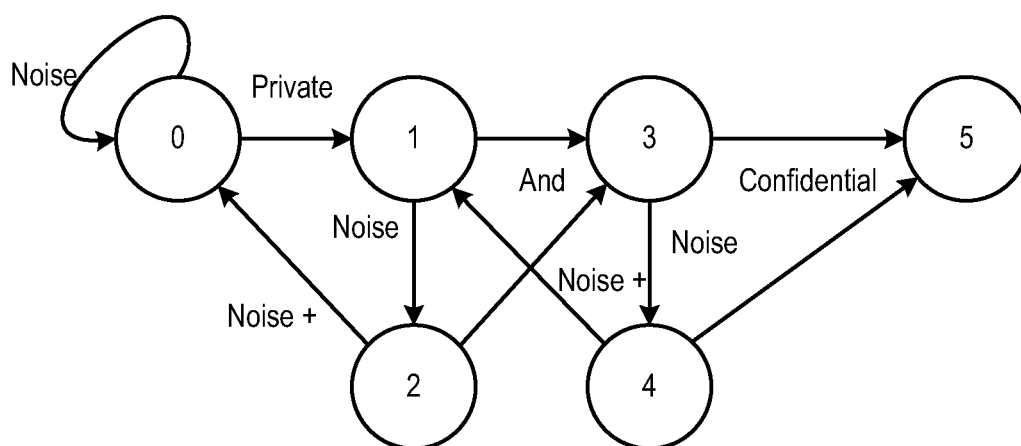 Noise
Private
0
1
3
5
And
Confidential
Noise
Noise
Noise +
Noise +
2
4